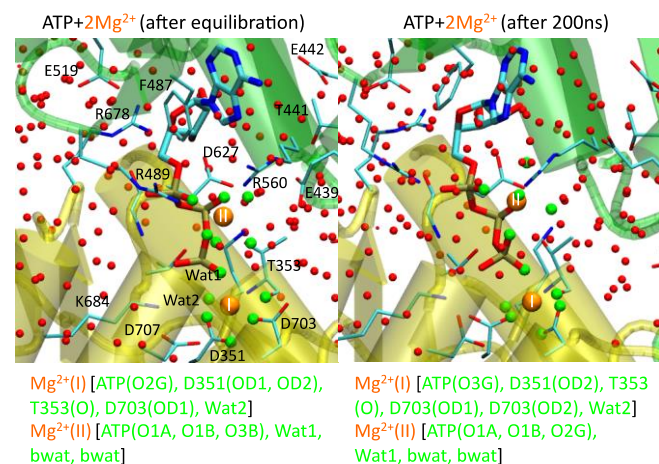 ATP+2Mg²⁺ (after equilibration)
ATP+2Mg²⁺ (after 200ns)
E442
E519
F487
R678
T441
D627
R489
R560
E439
II
II
T353
Wat1
K684
Wat2
I
I
D707
D703
D351
Mg²⁺(I) [ATP(O2G), D351(OD1, OD2),
T353(O), D703(OD1), Wat2]
Mg²⁺(II) [ATP(O1A, O1B, O3B), Wat1,
bwat, bwat]
Mg²⁺(I) [ATP(O3G), D351(OD2), T353
(O), D703(OD1), D703(OD2), Wat2]
Mg²⁺(II) [ATP(O1A, O1B, O2G),
Wat1, bwat, bwat]